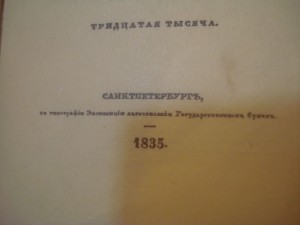 ТРИДЦАТАЯ ТЫСЯЧА.
САНКТПЕТЕРБУРГЪ,
въ типографіи Экспедиціи заготовленія Государственныхъ бумагъ.
1835.